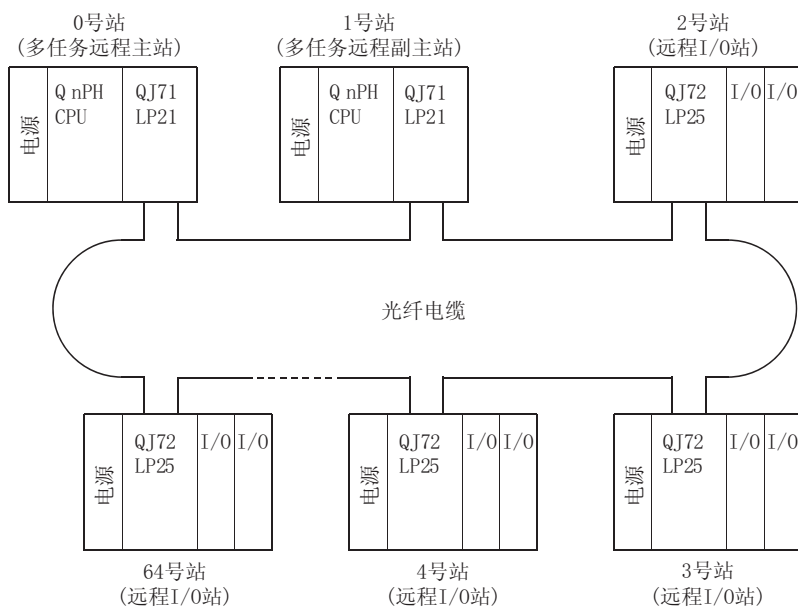 0号站
(多任务远程主站)
1号站
(多任务远程副主站)
2号站
(远程I/O站)
电源
Q nPH
CPU
QJ71
LP21
电源
Q nPH
CPU
QJ71
LP21
电源
QJ72
LP25
I/O
I/O
光纤电缆
电源
QJ72
LP25
I/O
I/O
电源
QJ72
LP25
I/O
I/O
电源
QJ72
LP25
I/O
I/O
64号站
(远程I/O站)
4号站
(远程I/O站)
3号站
(远程I/O站)